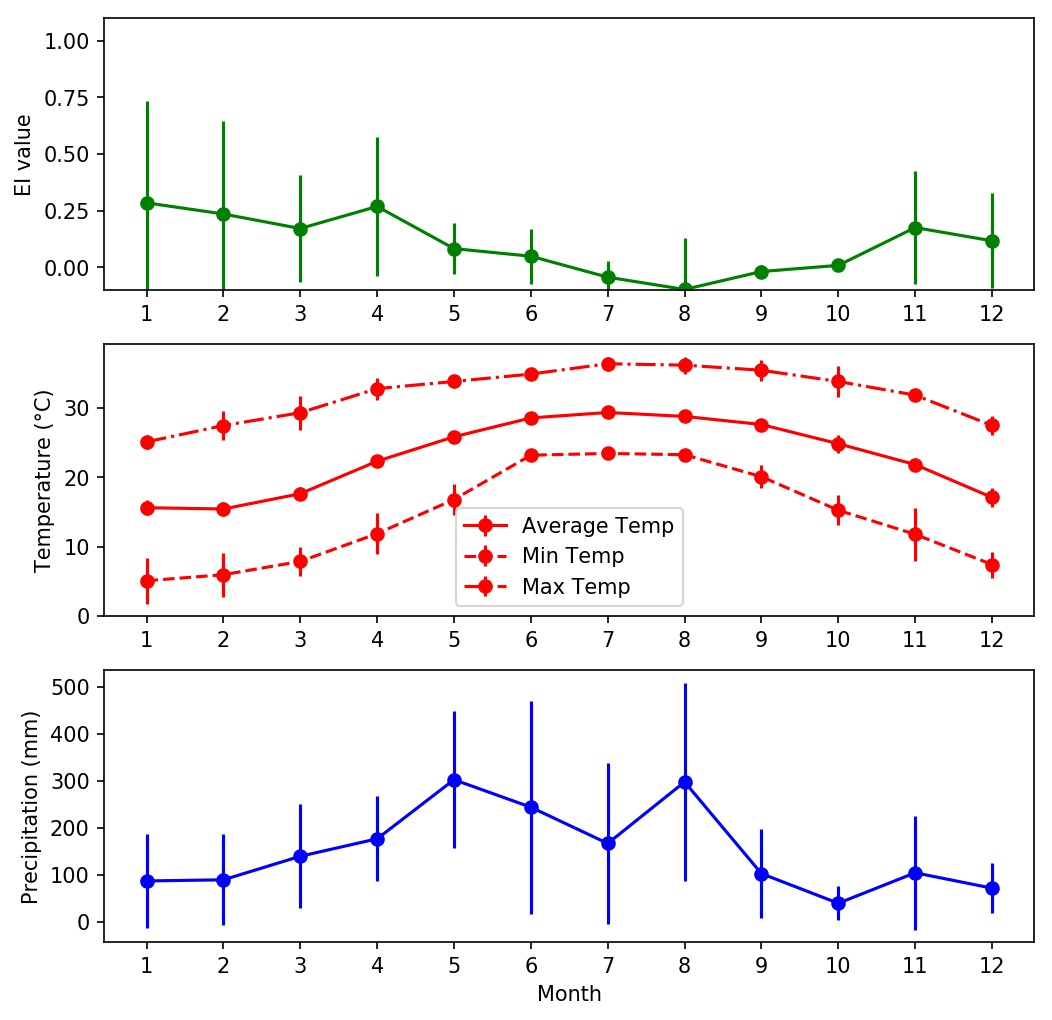 EI value
1.00
0.75
0.50
0.25
0.00
1 2 3 4 5 6 7 8 9 10 11 12
Temperature (°C)
30
20
10
0
Average Temp
Min Temp
Max Temp
1 2 3 4 5 6 7 8 9 10 11 12
Precipitation (mm)
500
400
300
200
100
0
1 2 3 4 5 6 7 8 9 10 11 12
Month